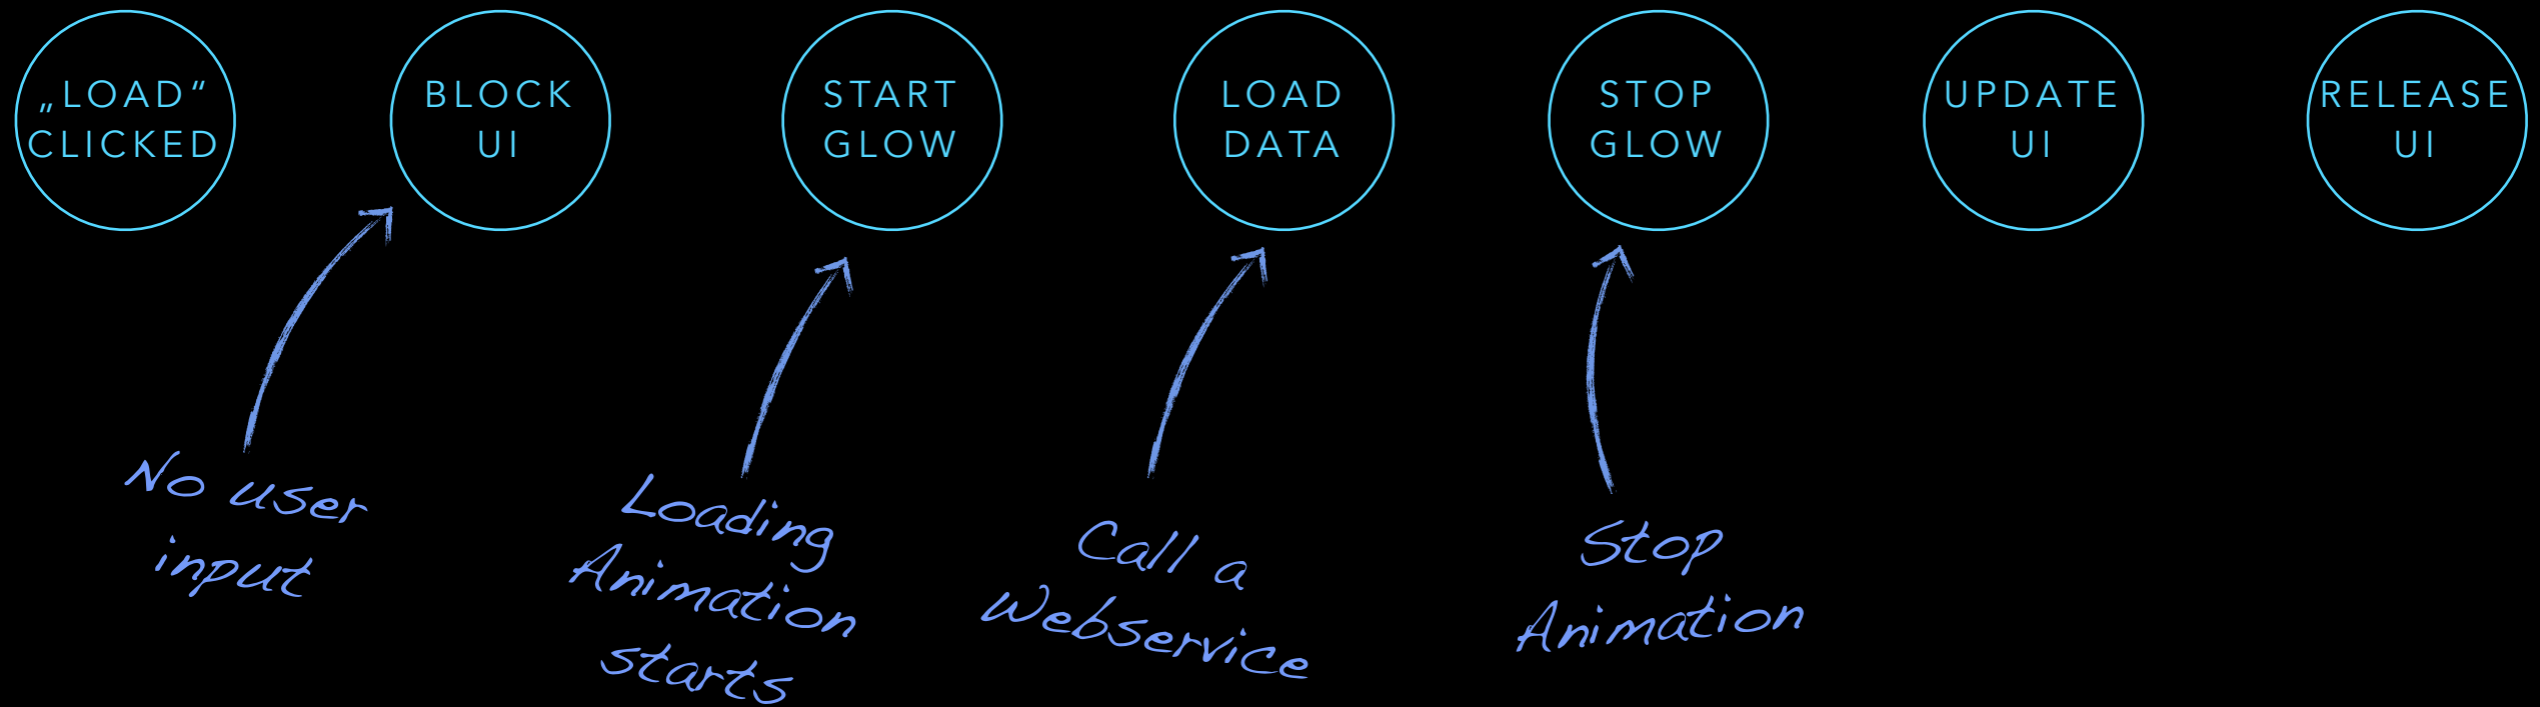 „LOAD“
CLICKED
BLOCK
UI
START
GLOW
LOAD
DATA
STOP
GLOW
UPDATE
UI
RELEASE
UI
No user
input
Loading
Animation
starts
Call a
Webservice
Stop
Animation